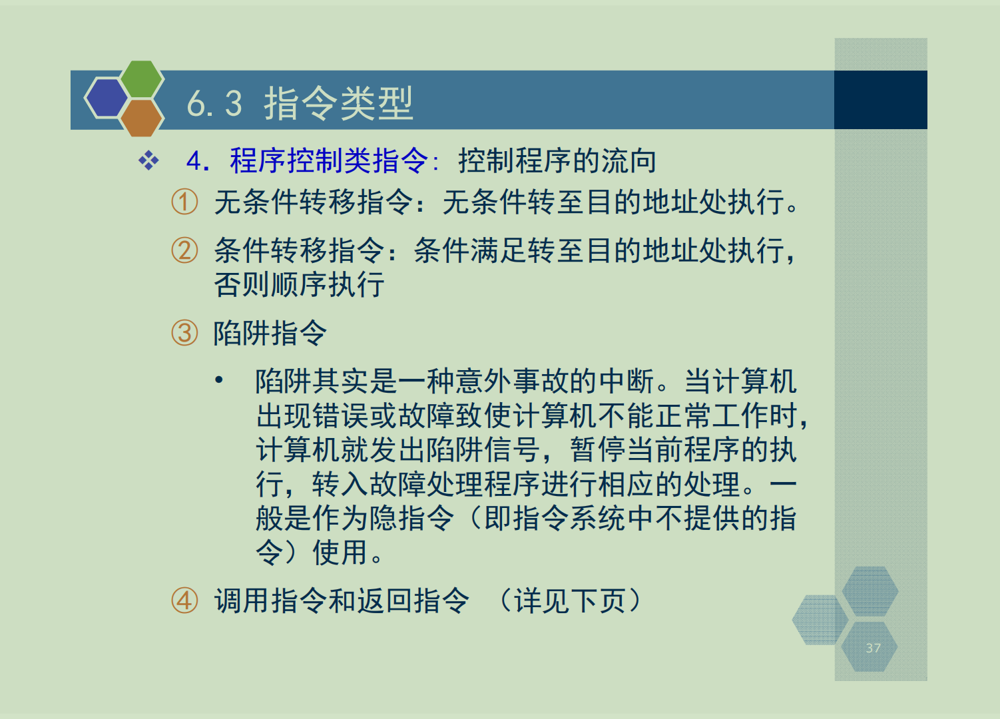 6.3 指令类型
❖ 4. 程序控制类指令：控制程序的流向
① 无条件转移指令：无条件转至目的地址处执行。
② 条件转移指令：条件满足转至目的地址处执行，
否则顺序执行
③ 陷阱指令
• 陷阱其实是一种意外事故的中断。当计算机
出现错误或故障致使计算机不能正常工作时，
计算机就发出陷阱信号，暂停当前程序的执
行，转入故障处理程序进行相应的处理。一
般是作为隐指令（即指令系统中不提供的指
令）使用。
④ 调用指令和返回指令 （详见下页）
37